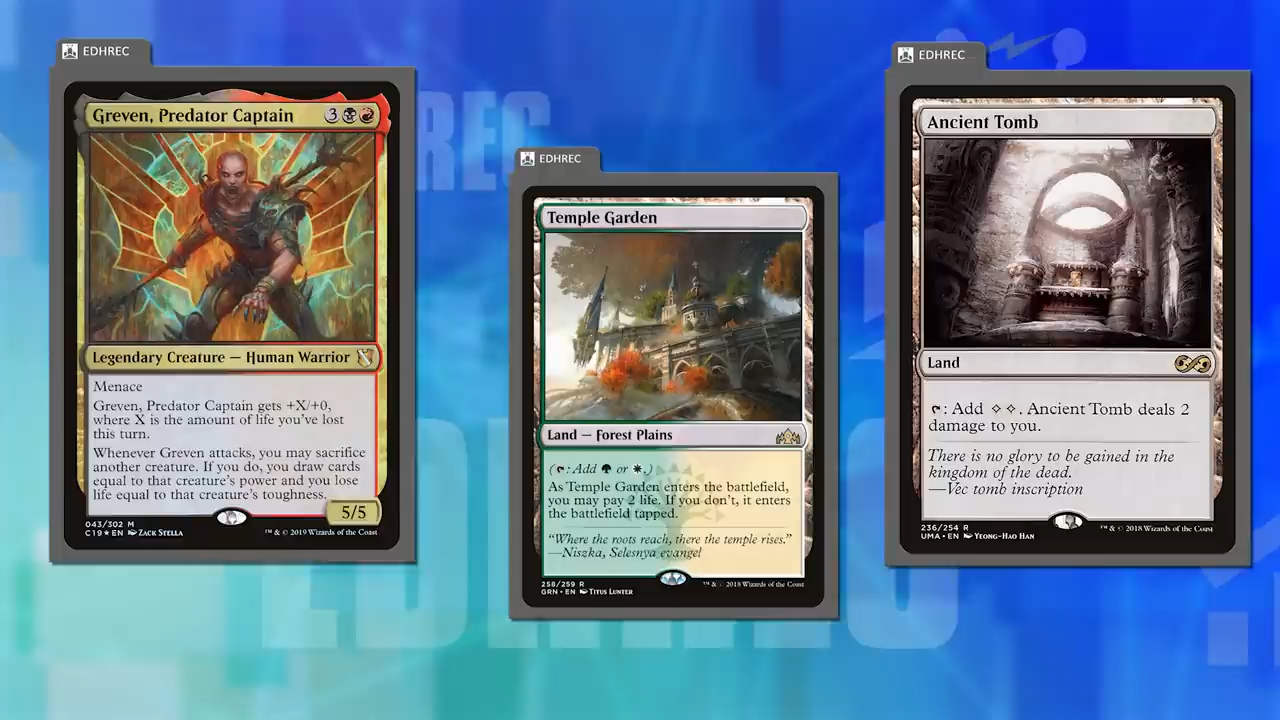 EDHREC
Greven, Predator Captain 3
Legendary Creature — Human Warrior
Menace
Greven, Predator Captain gets +X/+0,
where X is the amount of life you've lost
this turn.
Whenever Greven attacks, you may sacrifice
another creature. If you do, you draw cards
equal to that creature's power and you lose
life equal to that creature's toughness.
5/5
043/302 M
C19 ★ EN Zack Stella
™ & © 2019 Wizards of the Coast
EDHREC
Temple Garden
Land — Forest Plains
(: Add or .)
As Temple Garden enters the battlefield,
you may pay 2 life. If you don't, it enters
the battlefield tapped.
“Where the roots reach, there the temple rises.”
—Niszka, Selesnya evangel
258/259 R
GRN • EN Titus Lunter
™ & © 2018 Wizards of the Coast
EDHREC
Ancient Tomb
Land
: Add . Ancient Tomb deals 2
damage to you.
There is no glory to be gained in the
kingdom of the dead.
—Vec tomb inscription
236/254 R
UMA • EN Yeong-Hao Han
™ & © 2018 Wizards of the Coast
REC
EDHREC